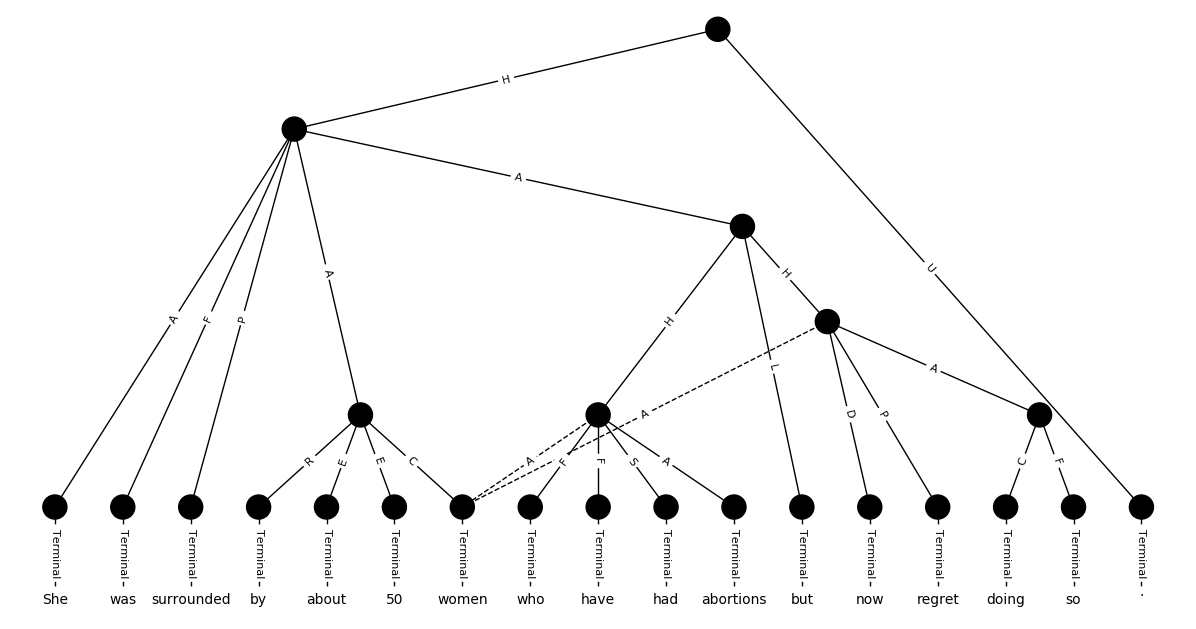 H
A
U
A
H
A
F
P
H
L
A
A
D
P
A
R
E
E
C
A
F
F
S
A
C
F
Terminal Terminal Terminal Terminal Terminal Terminal Terminal Terminal Terminal Terminal Terminal Terminal Terminal Terminal Terminal Terminal Terminal
She was surrounded by about 50 women who have had abortions but now regret doing so .